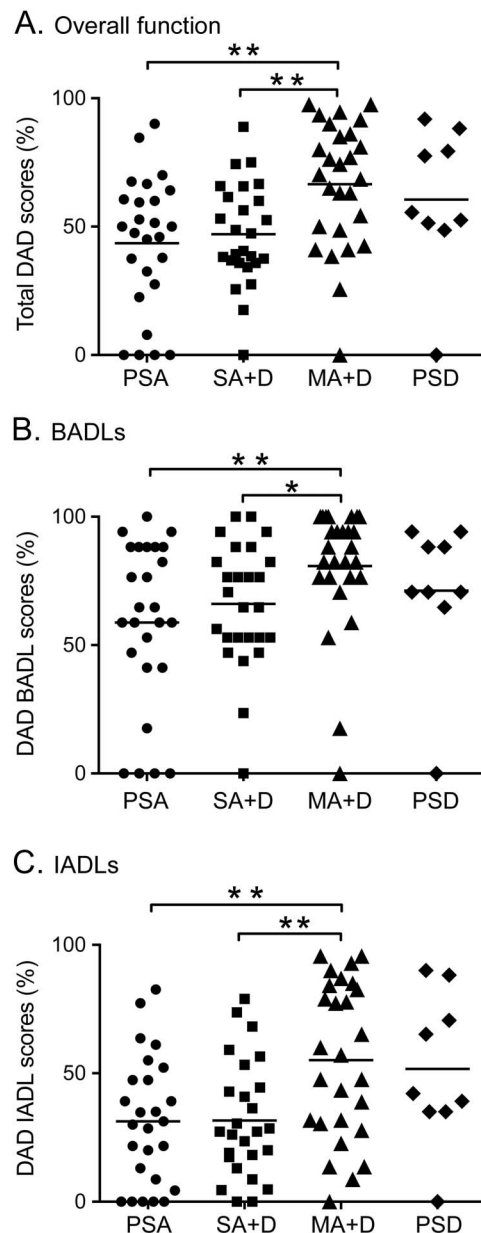 A. Overall function
**
**
Total DAD scores (%)
100
50
0
PSA SA+D MA+D PSD
B. BADLs
**
*
DAD BADL scores (%)
100
50
0
PSA SA+D MA+D PSD
C. IADLs
**
**
DAD IADL scores (%)
100
50
0
PSA SA+D MA+D PSD